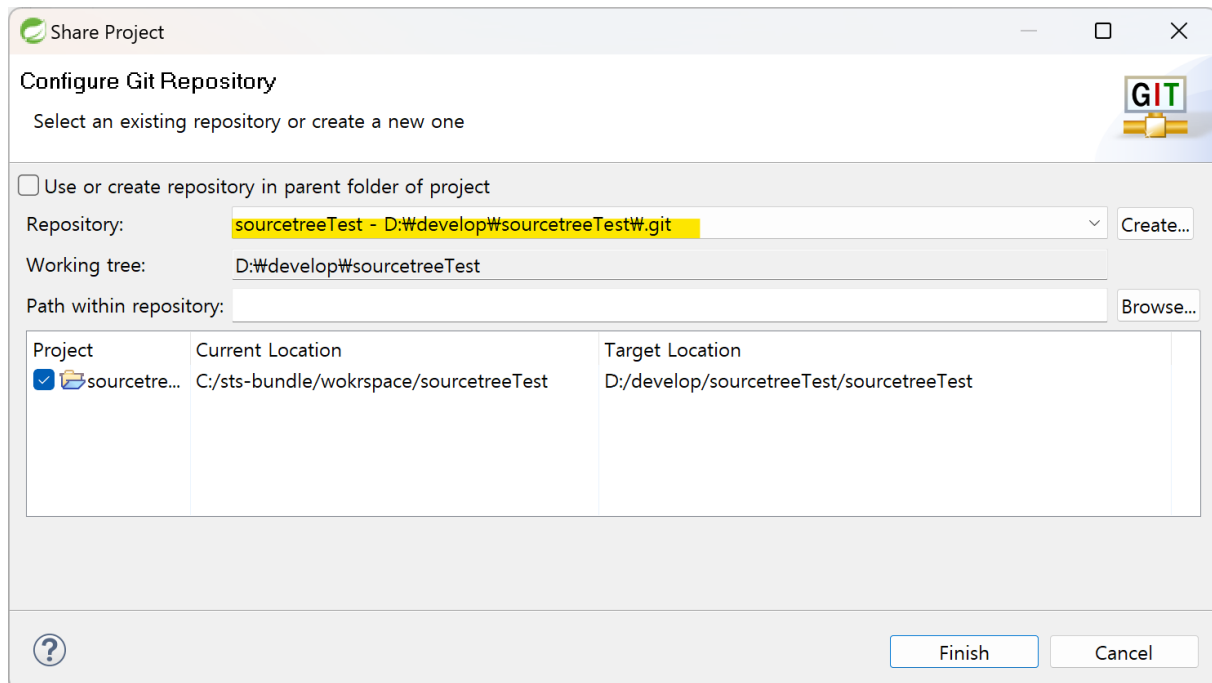 Share Project
Configure Git Repository
Select an existing repository or create a new one
GIT
Use or create repository in parent folder of project
Repository: sourcetreeTest - D:₩develop₩sourcetreeTest₩.git Create...
Working tree: D:₩develop₩sourcetreeTest
Path within repository: Browse...
Project Current Location Target Location
sourcetre... C:/sts-bundle/wokrspace/sourcetreeTest D:/develop/sourcetreeTest/sourcetreeTest
? Finish Cancel